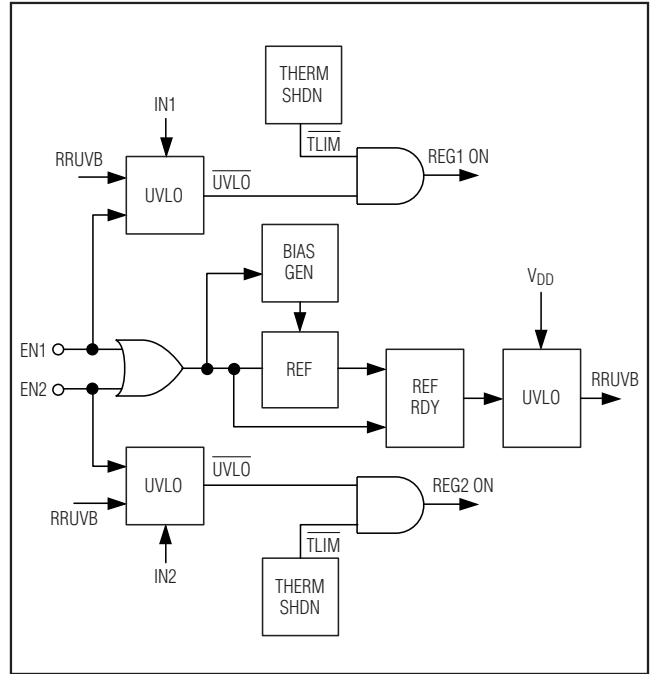 THERM
SHDN
IN1
TLIM
RRUVB
REG1 ON
UVLO
UVLO
BIAS
GEN
VDD
EN1
REF
REF
RDY
UVLO
RRUVB
EN2
UVLO
UVLO
REG2 ON
RRUVB
TLIM
IN2
THERM
SHDN